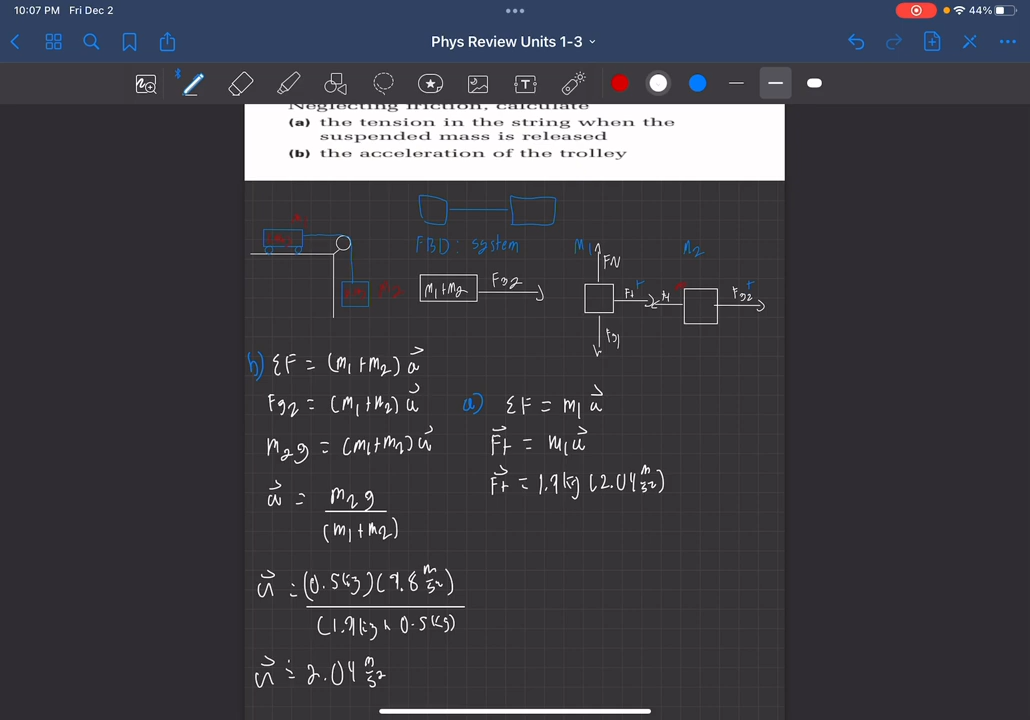 10:07 PM Fri Dec 2
44%
Phys Review Units 1-3
Neglecting friction, calculate
(a) the tension in the string when the
suspended mass is released
(b) the acceleration of the trolley
FBD: system
M1
M2
FN
M2
m1+m2
Fg2
Ft
+
Fg2
+
Fg1
b) ΣF = (m1+m2) a
a) ΣF = m1 a
Fg2 = (m1+m2) a
Ft = m1 a
m2g = (m1+m2) a
Ft = 1.9kg (2.04 m/s2)
a = m2g / (m1+m2)
a = (0.5kg)(9.8 m/s2) / (1.9kg + 0.5kg)
a = 2.04 m/s2